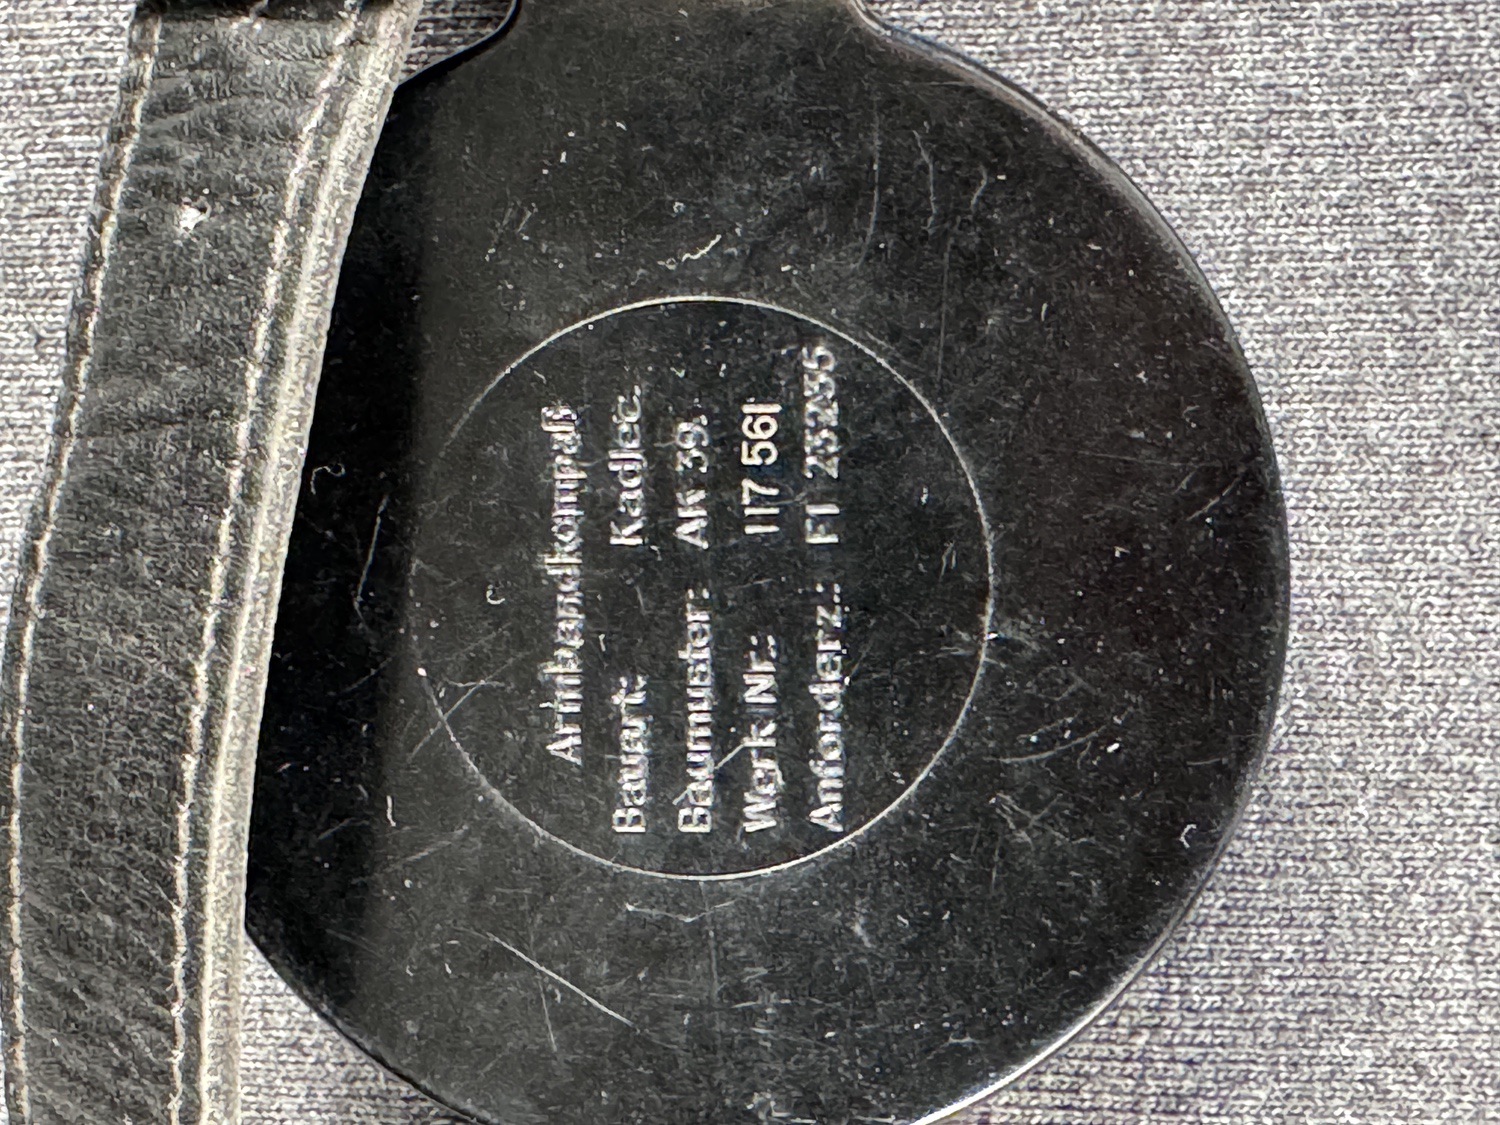 Armbandkompaß
Bauart: Kadlec.
Baumuster: AK 39.
Werk Nr.: 117 561
Anforderz.: Fl 23235